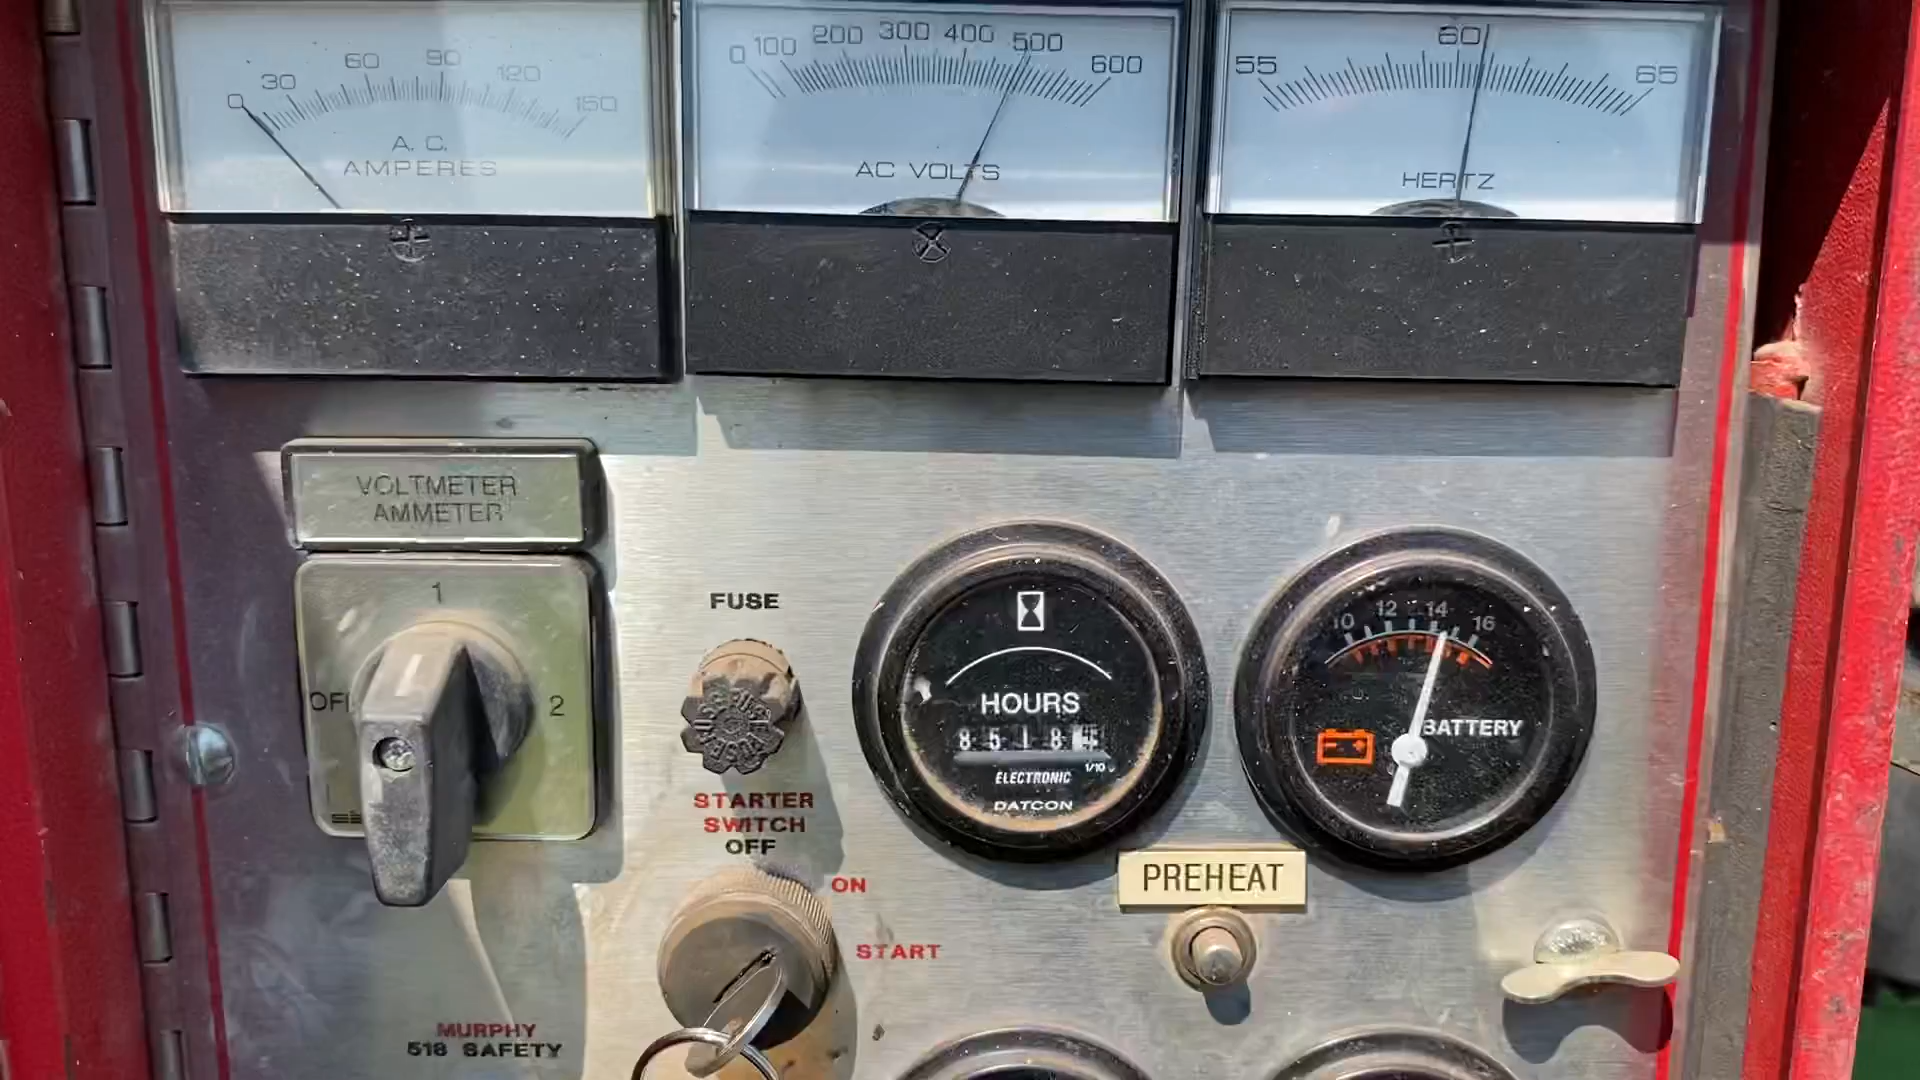 0 30 60 90 120 150
A. C.
AMPERES
0 100 200 300 400 500 600
AC VOLTS
55 60 65
HERTZ
VOLTMETER
AMMETER
1
OFF
2
FUSE
STARTER
SWITCH
OFF
ON
START
HOURS
8 5 1 8 4
1/10
ELECTRONIC
DATCON
10 12 14 16
BATTERY
PREHEAT
MURPHY
518 SAFETY